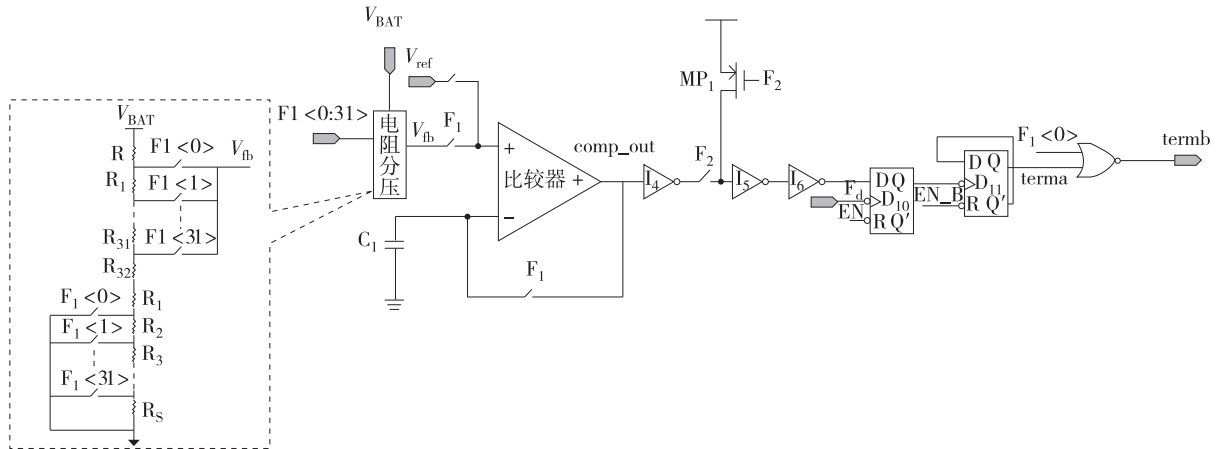 V_BAT
R
F1 <0>
V_fb
R_1
F1 <1>
R_31
F1 <31>
R_32
F_1 <0>
R_1
F_1 <1>
R_2
R_3
F_1 <31>
R_S
V_BAT
V_ref
F1 <0:31>
电阻分压
V_fb
F_1
+
比较器 +
−
C_1
F_1
comp_out
I_4
F_2
MP_1
F_2
I_5
I_6
F_d
EN
D Q
D_10
R Q'
EN_B
D Q
D_11
R Q'
F_1 <0>
terma
termb